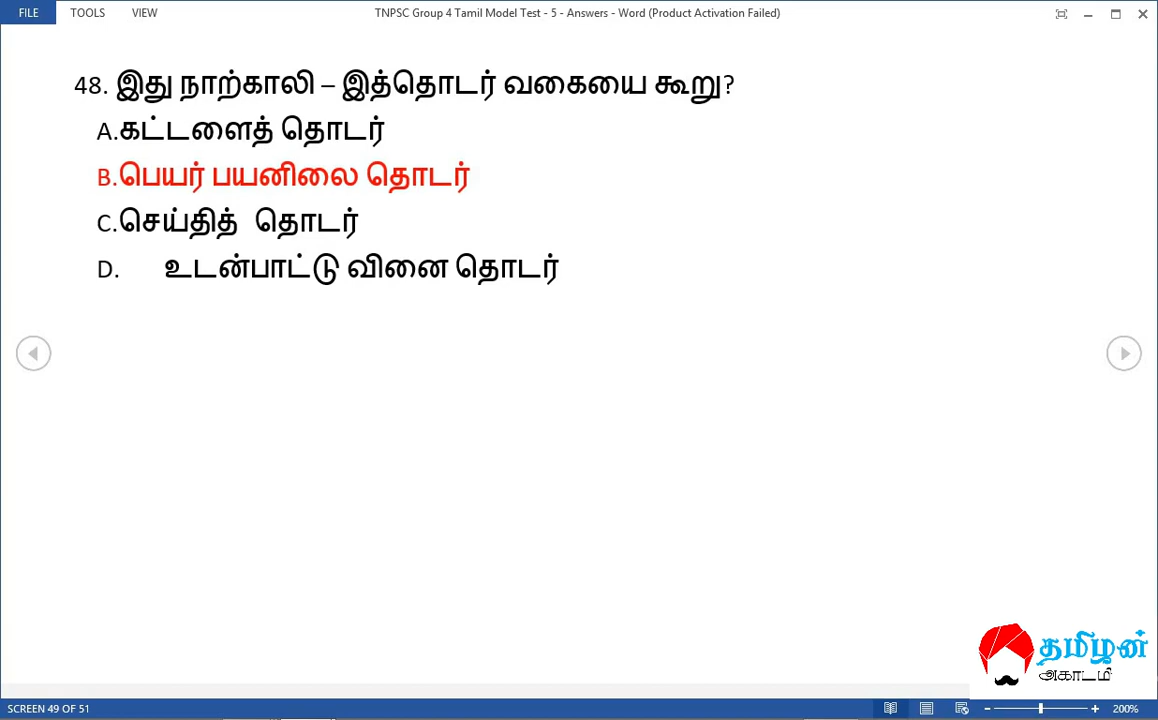 FILE TOOLS VIEW TNPSC Group 4 Tamil Model Test - 5 - Answers - Word (Product Activation Failed)
48. இது நாற்காலி – இத்தொடர் வகையை கூறு?
A.கட்டளைத் தொடர்
B.பெயர் பயனிலை தொடர்
C.செய்தித் தொடர்
D. உடன்பாட்டு வினை தொடர்
தமிழன்
அகாடமி
SCREEN 49 OF 51 200%